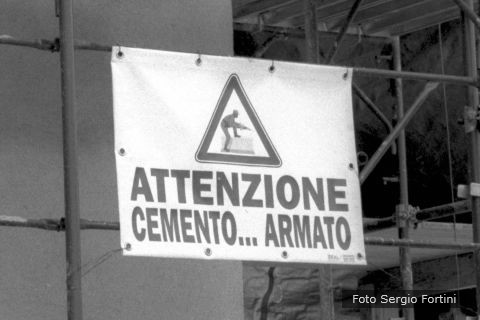 ATTENZIONE
CEMENTO... ARMATO
Foto Sergio Fortini